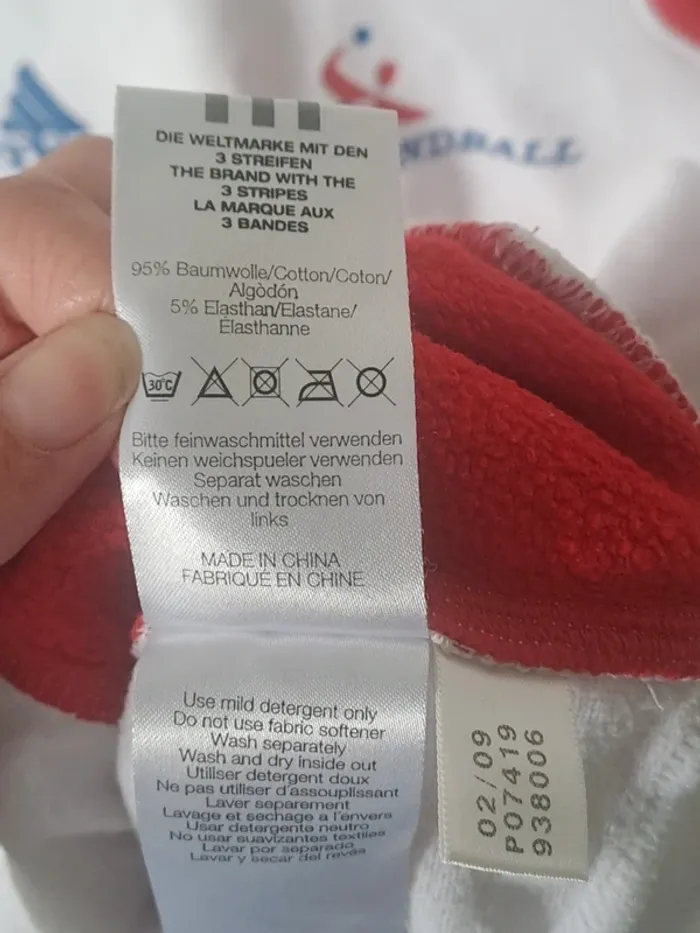 NDBALL
DIE WELTMARKE MIT DEN
3 STREIFEN
THE BRAND WITH THE
3 STRIPES
LA MARQUE AUX
3 BANDES
95% Baumwolle/Cotton/Coton/
Algòdón
5% Elasthan/Elastane/
Élasthanne
30°C
Bitte feinwaschmittel verwenden
Keinen weichspueler verwenden
Separat waschen
Waschen und trocknen von
links
MADE IN CHINA
FABRIQUÉ EN CHINE
Use mild detergent only
Do not use fabric softener
Wash separately
Wash and dry inside out
Utiliser detergent doux
Ne pas utiliser d'assouplissant
Laver separement
Lavage et sechage a l'envers
Usar detergente neutro
No usar suavizantes textiles
Lavar por separado
Lavar y secar del revés
02/09
P07419
938006